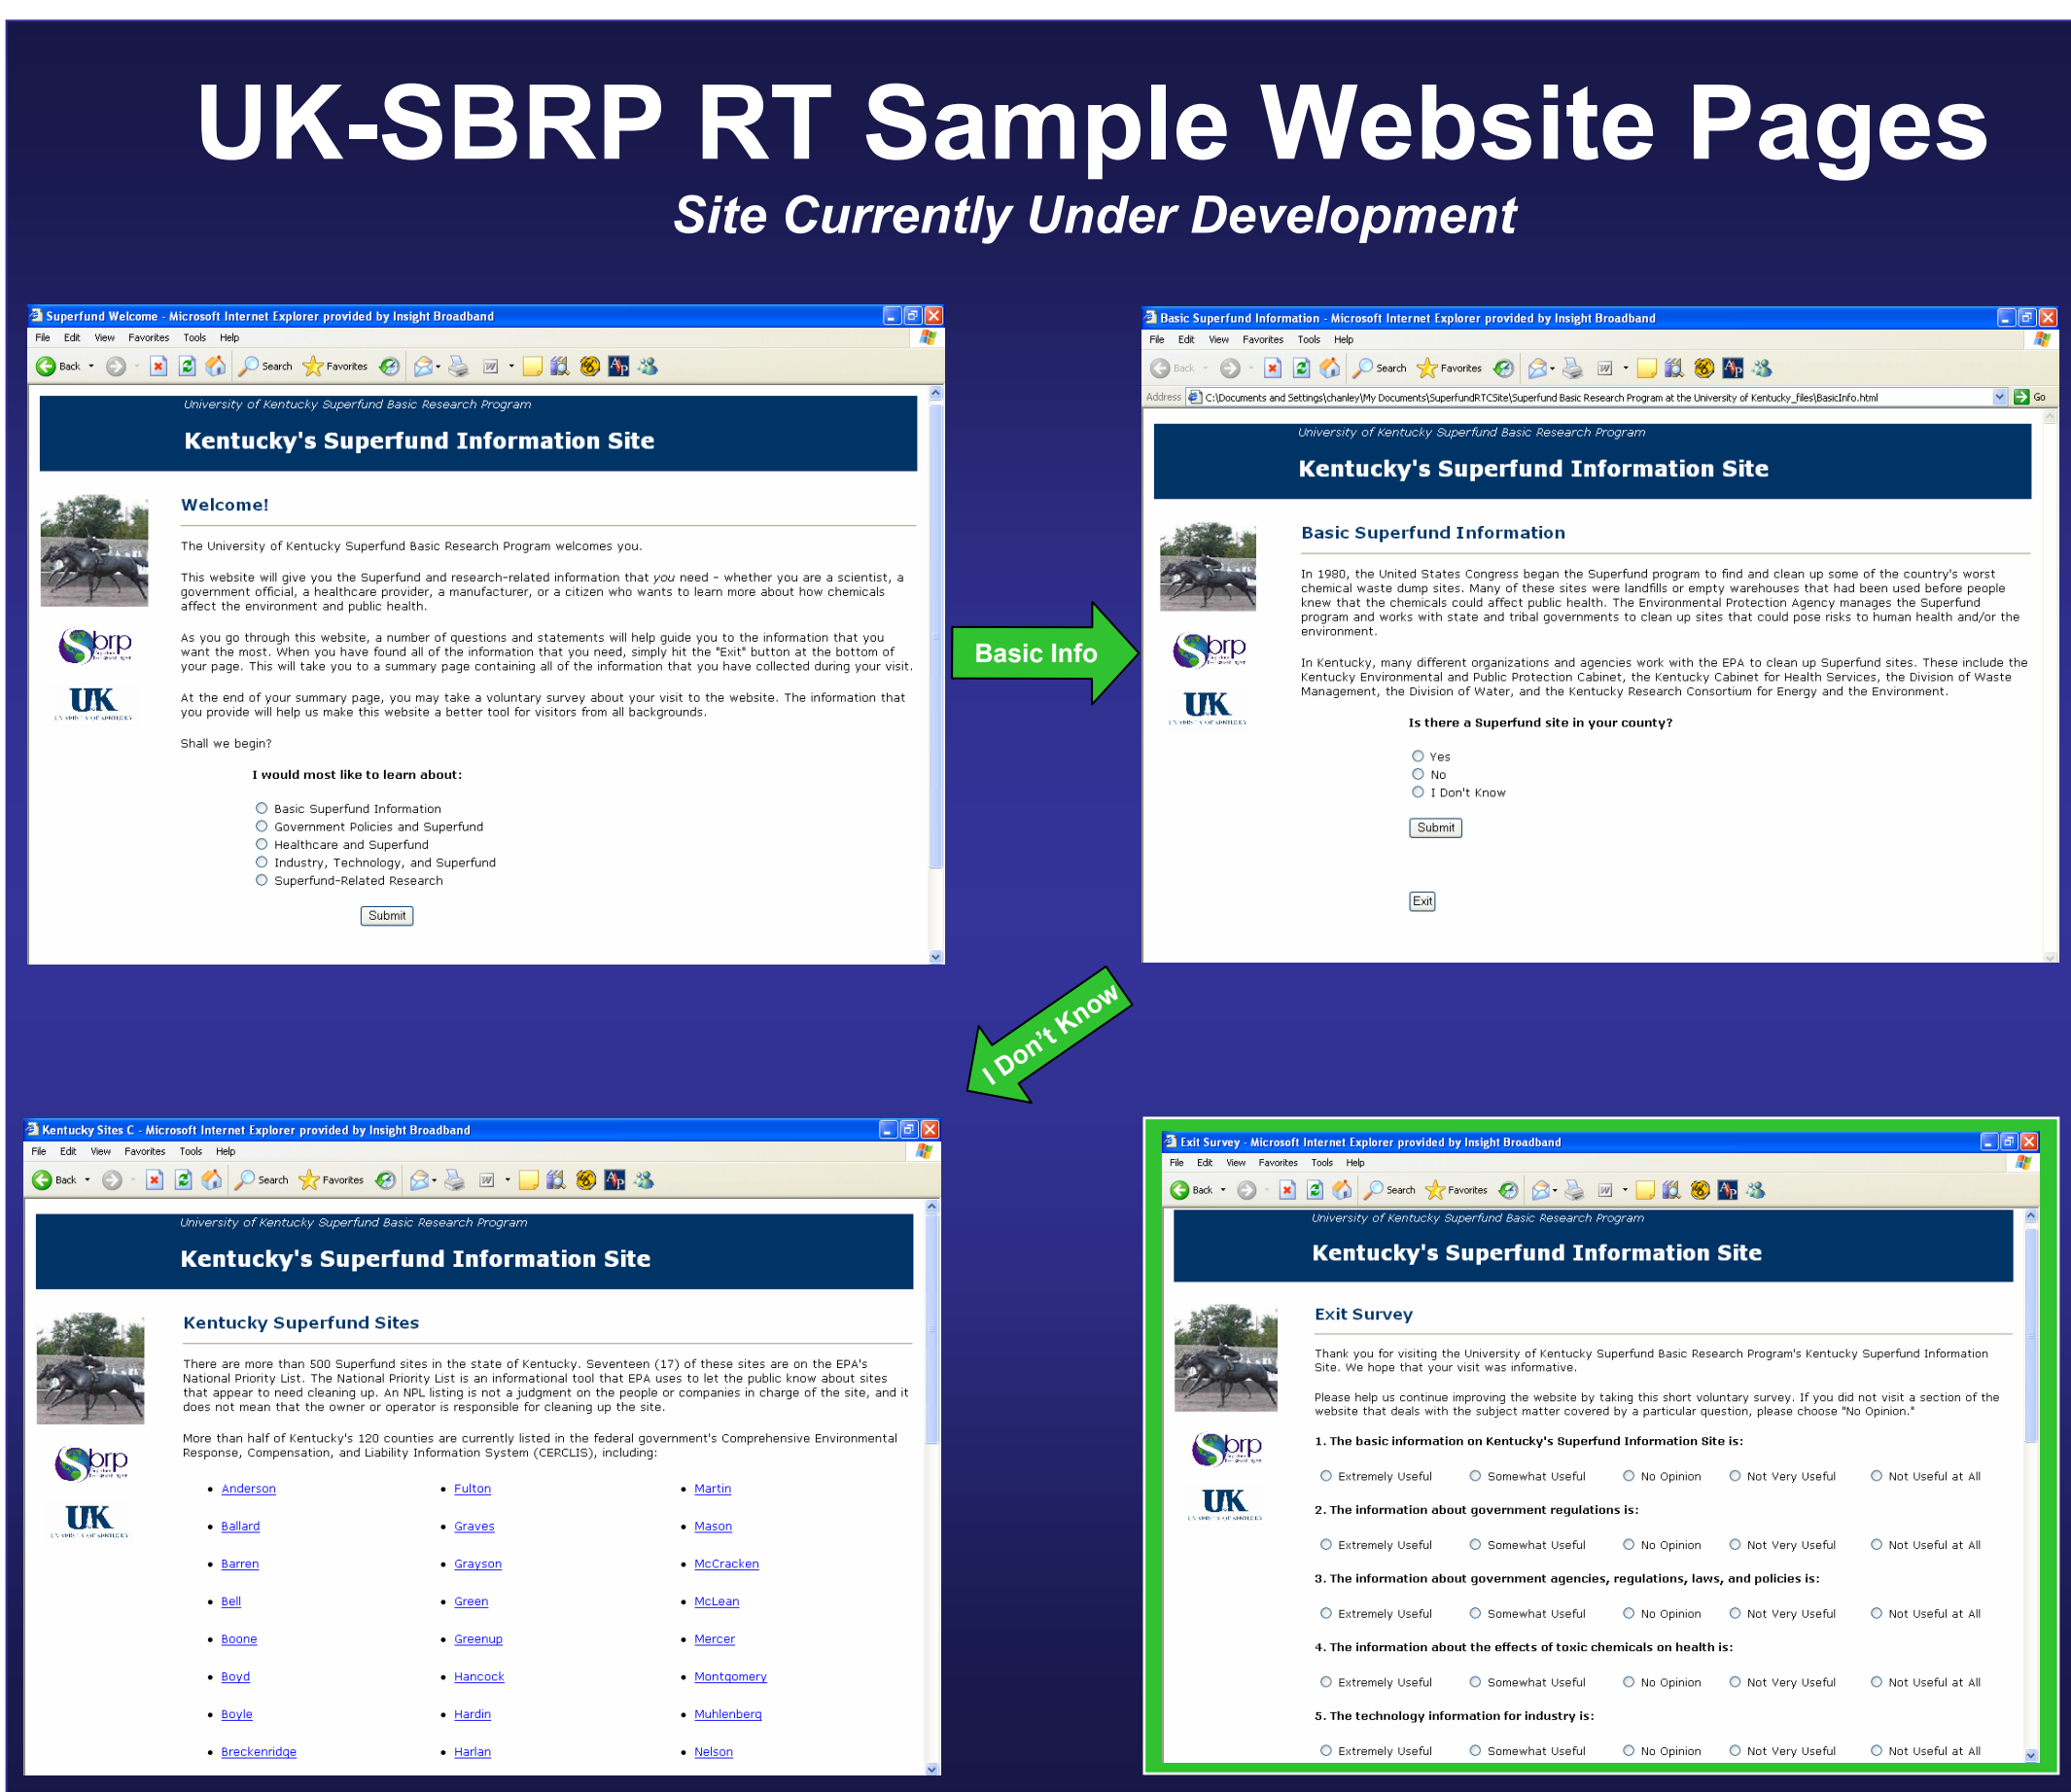 UK-SBRP RT Sample Website Pages
Site Currently Under Development
Superfund Welcome - Microsoft Internet Explorer provided by Insight Broadband
File Edit View Favorites Tools Help
Back Search Favorites
University of Kentucky Superfund Basic Research Program
Kentucky's Superfund Information Site
Welcome!
The University of Kentucky Superfund Basic Research Program welcomes you.
This website will give you the Superfund and research-related information that you need - whether you are a scientist, a
government official, a healthcare provider, a manufacturer, or a citizen who wants to learn more about how chemicals
affect the environment and public health.
As you go through this website, a number of questions and statements will help guide you to the information that you
want the most. When you have found all of the information that you need, simply hit the "Exit" button at the bottom of
your page. This will take you to a summary page containing all of the information that you have collected during your visit.
At the end of your summary page, you may take a voluntary survey about your visit to the website. The information that
you provide will help us make this website a better tool for visitors from all backgrounds.
Shall we begin?
I would most like to learn about:
Basic Superfund Information
Government Policies and Superfund
Healthcare and Superfund
Industry, Technology, and Superfund
Superfund-Related Research
Submit
Sbrp
UK
UNIVERSITY OF KENTUCKY
Basic Info
Basic Superfund Information - Microsoft Internet Explorer provided by Insight Broadband
File Edit View Favorites Tools Help
Back Search Favorites
Address C:\Documents and Settings\chanley\My Documents\SuperfundRTCSite\Superfund Basic Research Program at the University of Kentucky_files\BasicInfo.html Go
University of Kentucky Superfund Basic Research Program
Kentucky's Superfund Information Site
Basic Superfund Information
In 1980, the United States Congress began the Superfund program to find and clean up some of the country's worst
chemical waste dump sites. Many of these sites were landfills or empty warehouses that had been used before people
knew that the chemicals could affect public health. The Environmental Protection Agency manages the Superfund
program and works with state and tribal governments to clean up sites that could pose risks to human health and/or the
environment.
In Kentucky, many different organizations and agencies work with the EPA to clean up Superfund sites. These include the
Kentucky Environmental and Public Protection Cabinet, the Kentucky Cabinet for Health Services, the Division of Waste
Management, the Division of Water, and the Kentucky Research Consortium for Energy and the Environment.
Is there a Superfund site in your county?
Yes
No
I Don't Know
Submit
Exit
Sbrp
UK
UNIVERSITY OF KENTUCKY
I Don't Know
Kentucky Sites C - Microsoft Internet Explorer provided by Insight Broadband
File Edit View Favorites Tools Help
Back Search Favorites
University of Kentucky Superfund Basic Research Program
Kentucky's Superfund Information Site
Kentucky Superfund Sites
There are more than 500 Superfund sites in the state of Kentucky. Seventeen (17) of these sites are on the EPA's
National Priority List. The National Priority List is an informational tool that EPA uses to let the public know about sites
that appear to need cleaning up. An NPL listing is not a judgment on the people or companies in charge of the site, and it
does not mean that the owner or operator is responsible for cleaning up the site.
More than half of Kentucky's 120 counties are currently listed in the federal government's Comprehensive Environmental
Response, Compensation, and Liability Information System (CERCLIS), including:
Anderson Fulton Martin
Ballard Graves Mason
Barren Grayson McCracken
Bell Green McLean
Boone Greenup Mercer
Boyd Hancock Montgomery
Boyle Hardin Muhlenberg
Breckenridge Harlan Nelson
Sbrp
UK
UNIVERSITY OF KENTUCKY
Exit Survey - Microsoft Internet Explorer provided by Insight Broadband
File Edit View Favorites Tools Help
Back Search Favorites
University of Kentucky Superfund Basic Research Program
Kentucky's Superfund Information Site
Exit Survey
Thank you for visiting the University of Kentucky Superfund Basic Research Program's Kentucky Superfund Information
Site. We hope that your visit was informative.
Please help us continue improving the website by taking this short voluntary survey. If you did not visit a section of the
website that deals with the subject matter covered by a particular question, please choose "No Opinion."
1. The basic information on Kentucky's Superfund Information Site is:
Extremely Useful Somewhat Useful No Opinion Not Very Useful Not Useful at All
2. The information about government regulations is:
Extremely Useful Somewhat Useful No Opinion Not Very Useful Not Useful at All
3. The information about government agencies, regulations, laws, and policies is:
Extremely Useful Somewhat Useful No Opinion Not Very Useful Not Useful at All
4. The information about the effects of toxic chemicals on health is:
Extremely Useful Somewhat Useful No Opinion Not Very Useful Not Useful at All
5. The technology information for industry is:
Extremely Useful Somewhat Useful No Opinion Not Very Useful Not Useful at All
Sbrp
UK
UNIVERSITY OF KENTUCKY